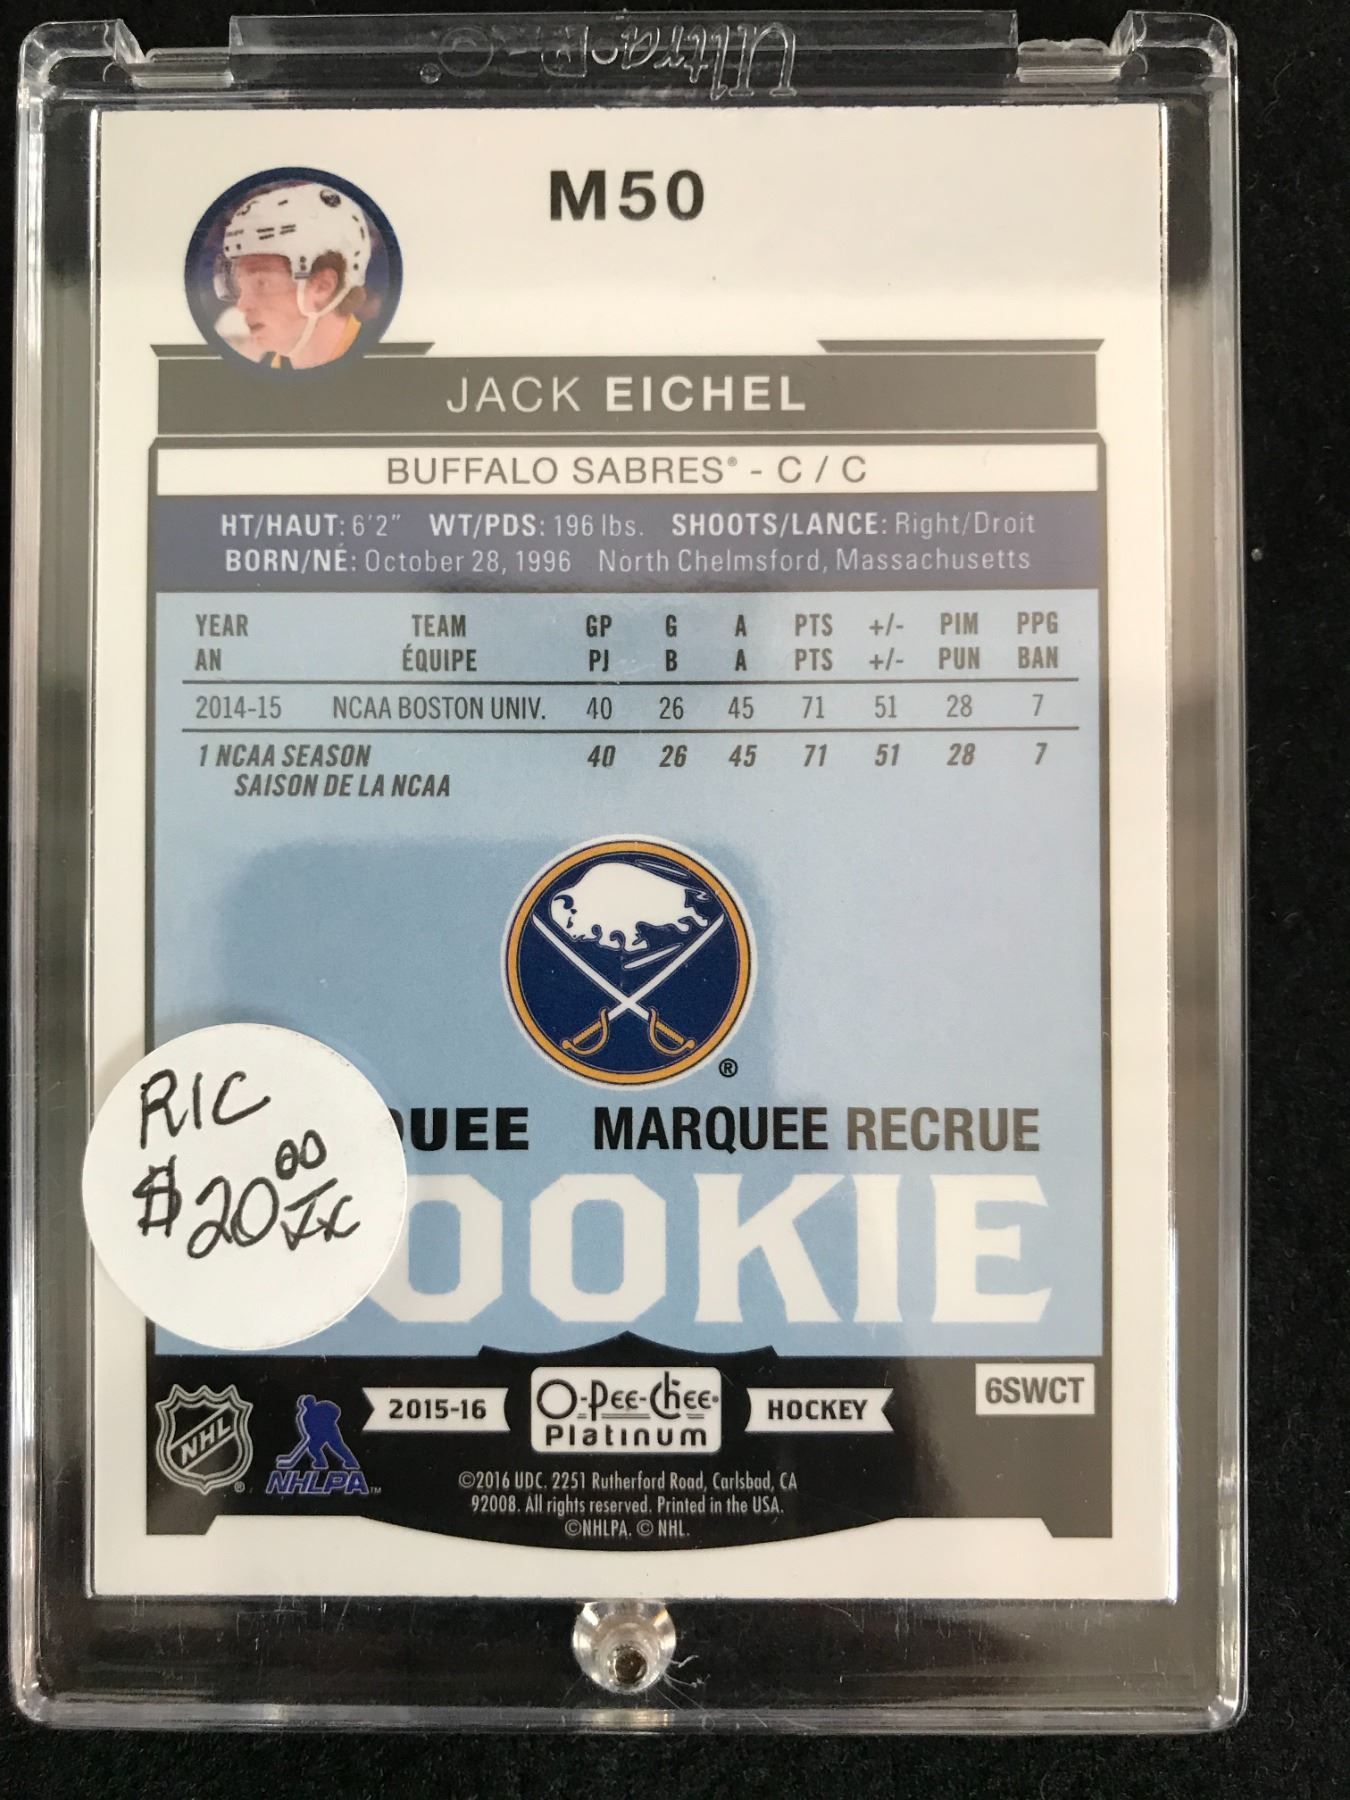 Ultra PRO
M50
JACK EICHEL
BUFFALO SABRES® - C / C
HT/HAUT: 6'2" WT/PDS: 196 lbs. SHOOTS/LANCE: Right/Droit
BORN/NÉ: October 28, 1996 North Chelmsford, Massachusetts
YEAR TEAM GP G A PTS +/- PIM PPG
AN ÉQUIPE PJ B A PTS +/- PUN BAN
2014-15 NCAA BOSTON UNIV. 40 26 45 71 51 28 7
1 NCAA SEASON 40 26 45 71 51 28 7
SAISON DE LA NCAA
®
RIC
$20.00
QUEE MARQUEE RECRUE
OOKIE
6SWCT
NHL ® NHLPA™ 2015-16 O-PEE-CHEE® Platinum HOCKEY
©2016 UDC. 2251 Rutherford Road, Carlsbad, CA
92008. All rights reserved. Printed in the USA.
©NHLPA. © NHL.